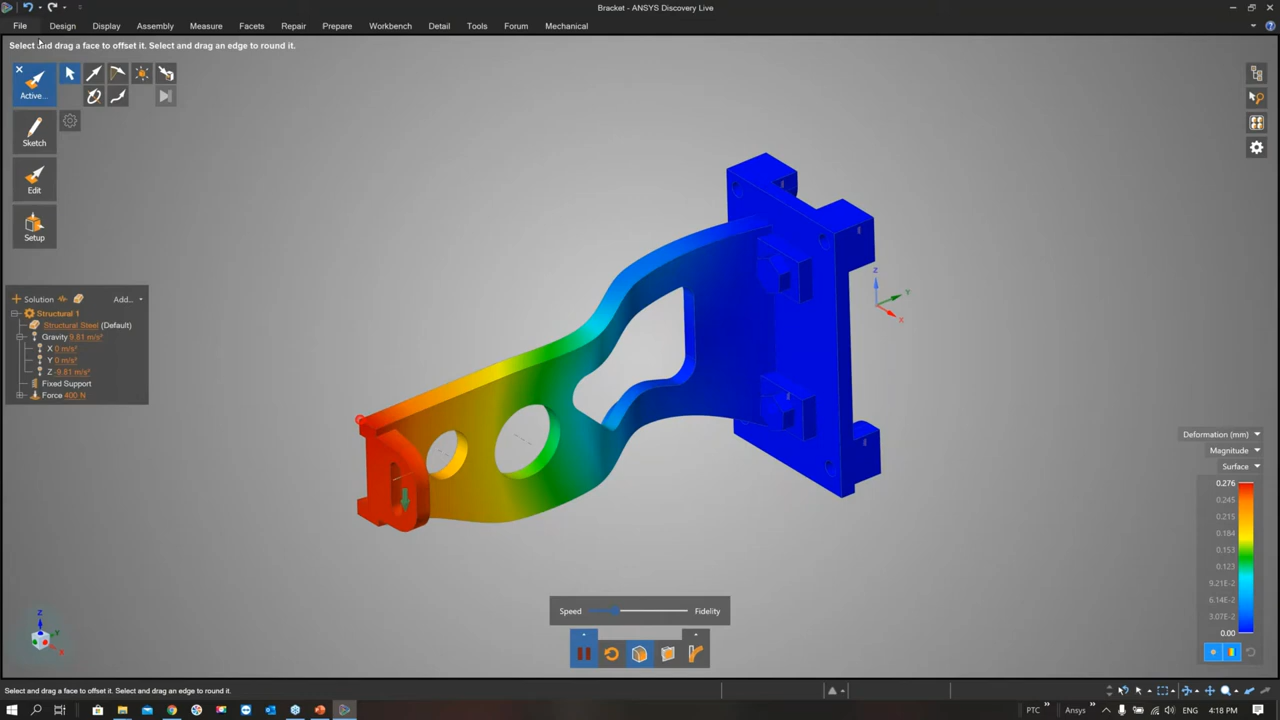 Bracket - ANSYS Discovery Live
File Design Display Assembly Measure Facets Repair Prepare Workbench Detail Tools Forum Mechanical
Select and drag a face to offset it. Select and drag an edge to round it.
Active...
Sketch
Edit
Setup
Solution Add...
Structural 1
Structural Steel (Default)
Gravity 9.81 m/s²
X 0 m/s²
Y 0 m/s²
Z -9.81 m/s²
Fixed Support
Force 400 N
Z
Y
X
Deformation (mm)
Magnitude
Surface
0.276
0.245
0.215
0.184
0.153
0.123
9.21E-2
6.14E-2
3.07E-2
0.00
Speed Fidelity
Z
Y
X
Select and drag a face to offset it. Select and drag an edge to round it.
PTC » Ansys » ENG 4:18 PM